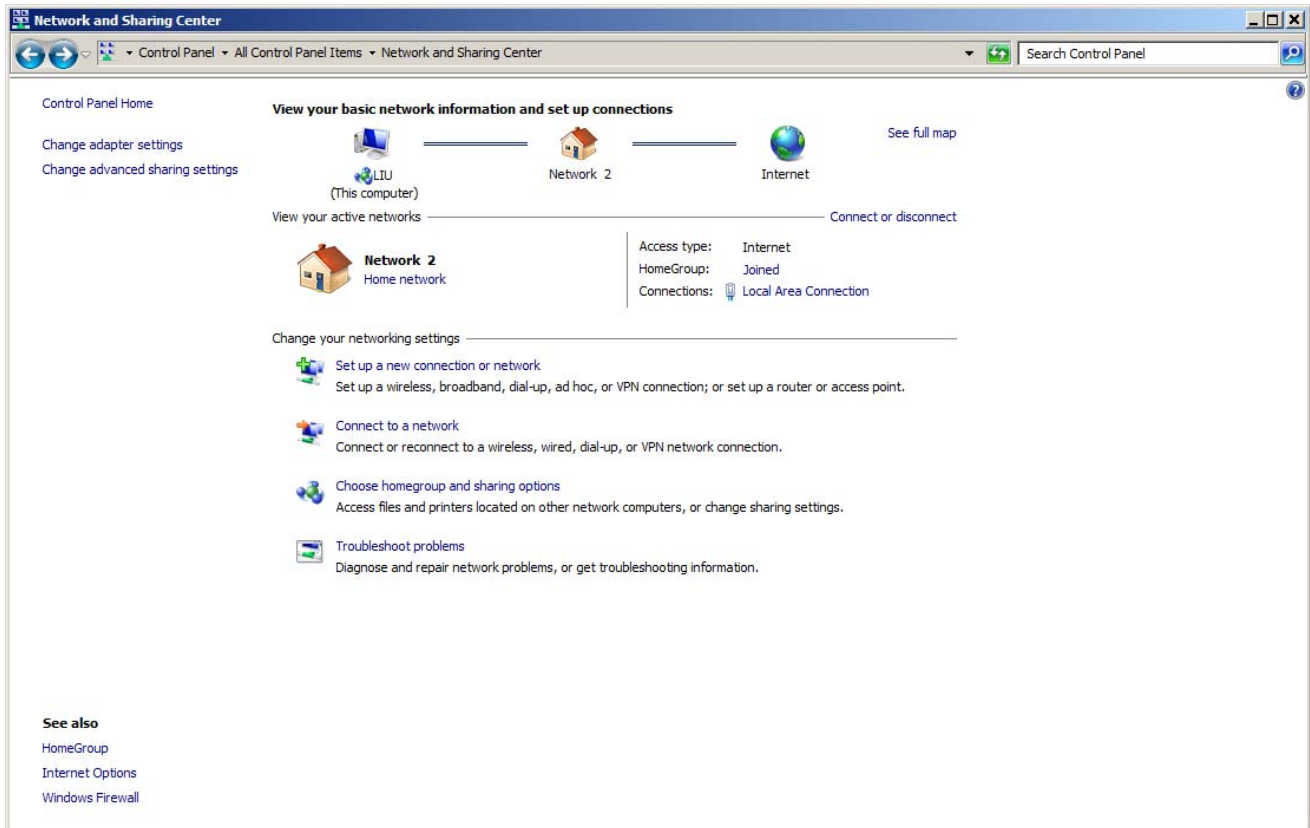 Network and Sharing Center
Control Panel All Control Panel Items Network and Sharing Center
Search Control Panel
Control Panel Home
Change adapter settings
Change advanced sharing settings
View your basic network information and set up connections
See full map
LIU
(This computer)
Network 2
Internet
View your active networks
Connect or disconnect
Network 2
Home network
Access type: Internet
HomeGroup: Joined
Connections: Local Area Connection
Change your networking settings
Set up a new connection or network
Set up a wireless, broadband, dial-up, ad hoc, or VPN connection; or set up a router or access point.
Connect to a network
Connect or reconnect to a wireless, wired, dial-up, or VPN network connection.
Choose homegroup and sharing options
Access files and printers located on other network computers, or change sharing settings.
Troubleshoot problems
Diagnose and repair network problems, or get troubleshooting information.
See also
HomeGroup
Internet Options
Windows Firewall